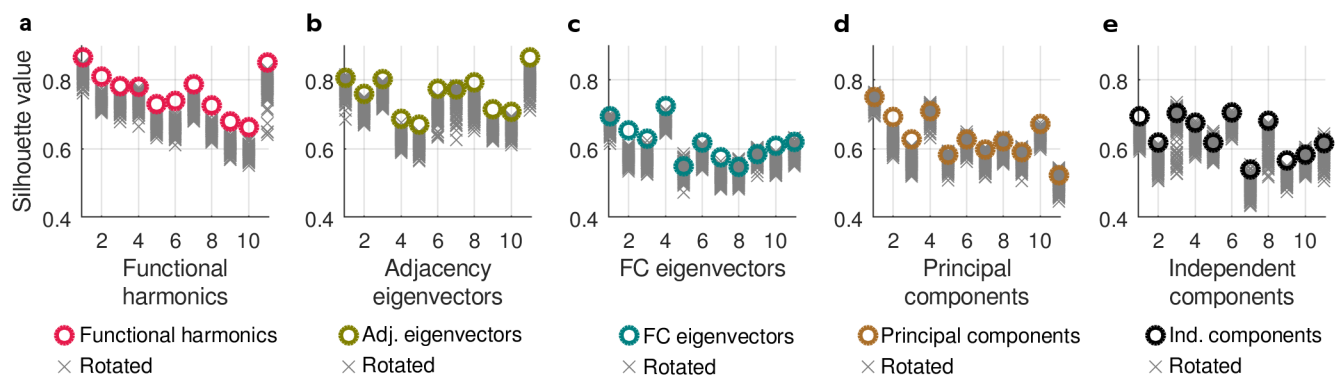 a b c d e
Silhouette value
0.8 0.6 0.4
2 4 6 8 10
Functional
harmonics
0.8 0.6 0.4
2 4 6 8 10
Adjacency
eigenvectors
0.8 0.6 0.4
2 4 6 8 10
FC eigenvectors
0.8 0.6 0.4
2 4 6 8 10
Principal
components
0.8 0.6 0.4
2 4 6 8 10
Independent
components
Functional harmonics
Rotated
Adj. eigenvectors
Rotated
FC eigenvectors
Rotated
Principal components
Rotated
Ind. components
Rotated